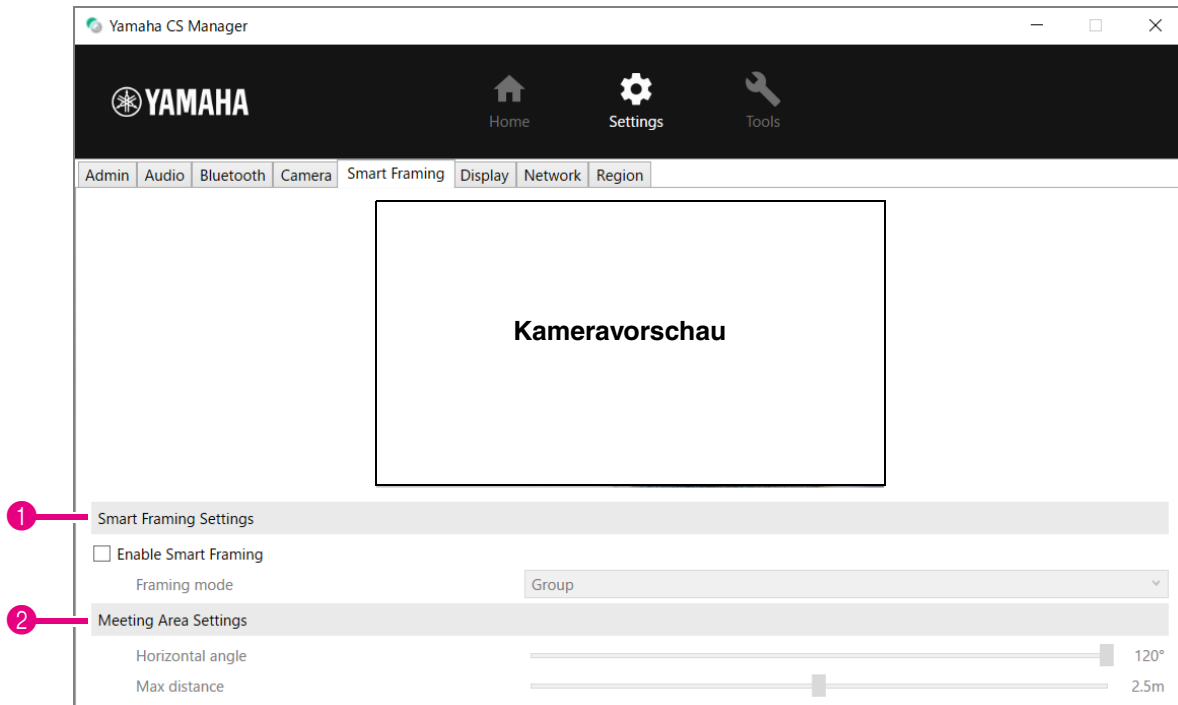 Yamaha CS Manager
YAMAHA
Home Settings Tools
Admin Audio Bluetooth Camera Smart Framing Display Network Region
Kameravorschau
1 Smart Framing Settings
Enable Smart Framing
Framing mode Group
2 Meeting Area Settings
Horizontal angle 120°
Max distance 2.5m